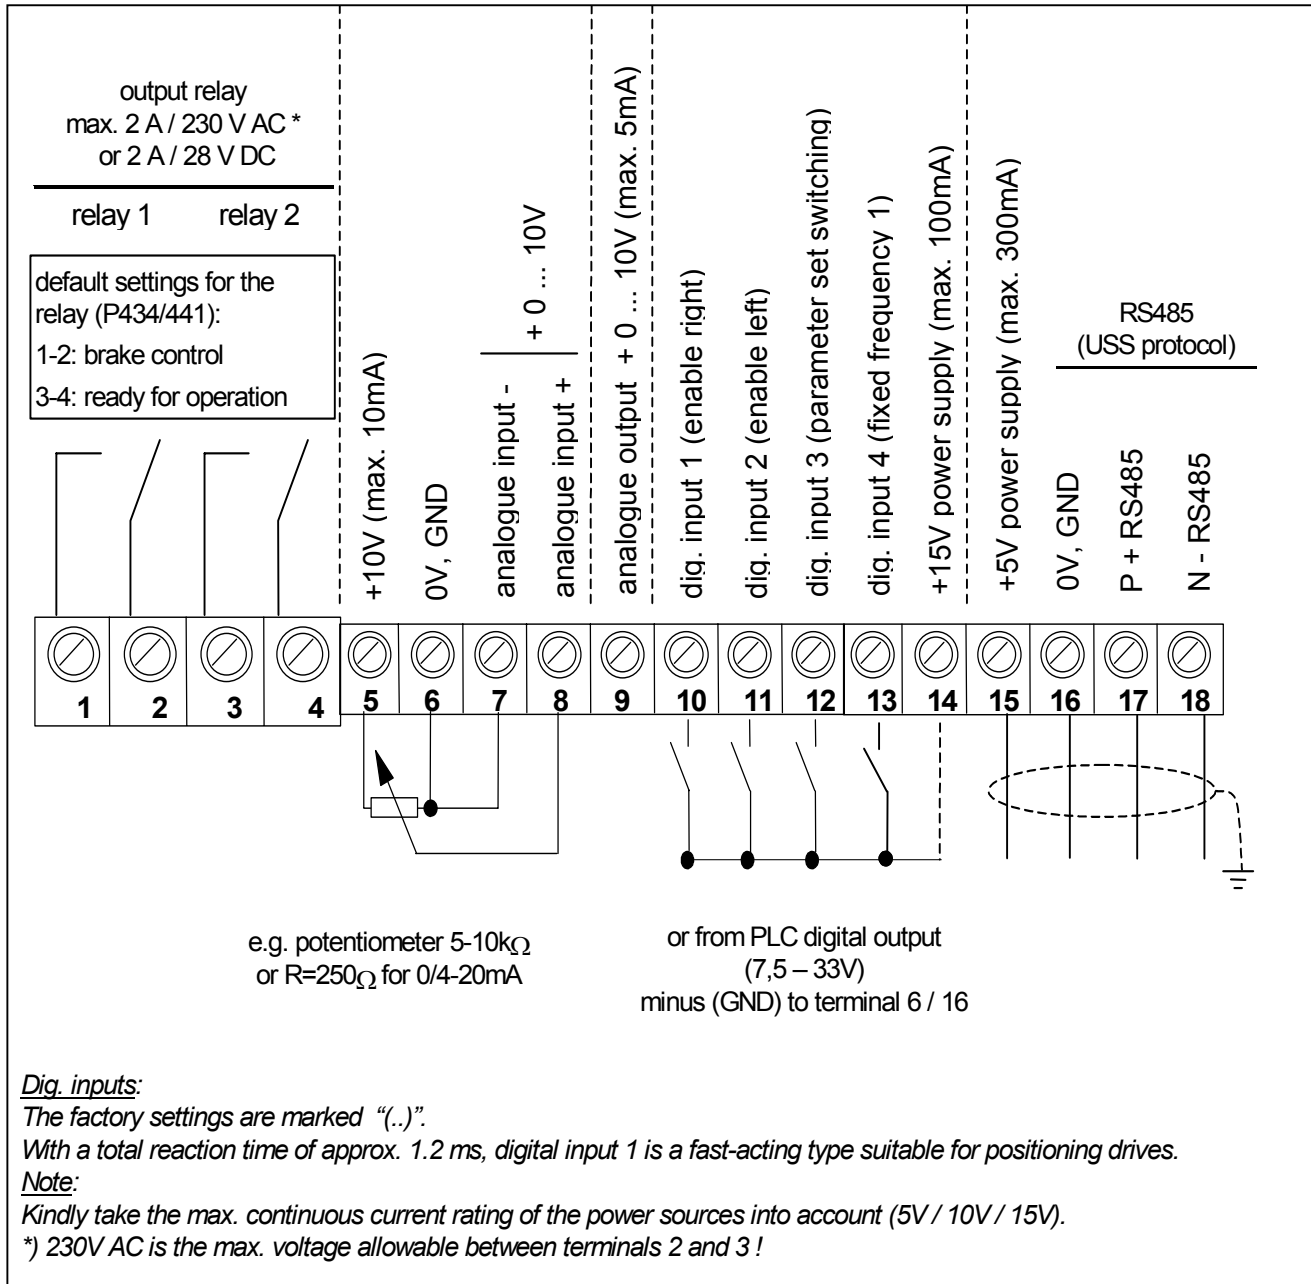 output relay
max. 2 A / 230 V AC *
or 2 A / 28 V DC
relay 1 relay 2
default settings for the
relay (P434/441):
1-2: brake control
3-4: ready for operation
+10V (max. 10mA)
0V, GND
analogue input -
analogue input +
+ 0 ... 10V
analogue output + 0 ... 10V (max. 5mA)
dig. input 1 (enable right)
dig. input 2 (enable left)
dig. input 3 (parameter set switching)
dig. input 4 (fixed frequency 1)
+15V power supply (max. 100mA)
+5V power supply (max. 300mA)
0V, GND
P + RS485
N - RS485
RS485
(USS protocol)
1 2 3 4 5 6 7 8 9 10 11 12 13 14 15 16 17 18
e.g. potentiometer 5-10kΩ
or R=250Ω for 0/4-20mA
or from PLC digital output
(7,5 – 33V)
minus (GND) to terminal 6 / 16
Dig. inputs:
The factory settings are marked “(..)”.
With a total reaction time of approx. 1.2 ms, digital input 1 is a fast-acting type suitable for positioning drives.
Note:
Kindly take the max. continuous current rating of the power sources into account (5V / 10V / 15V).
*) 230V AC is the max. voltage allowable between terminals 2 and 3 !